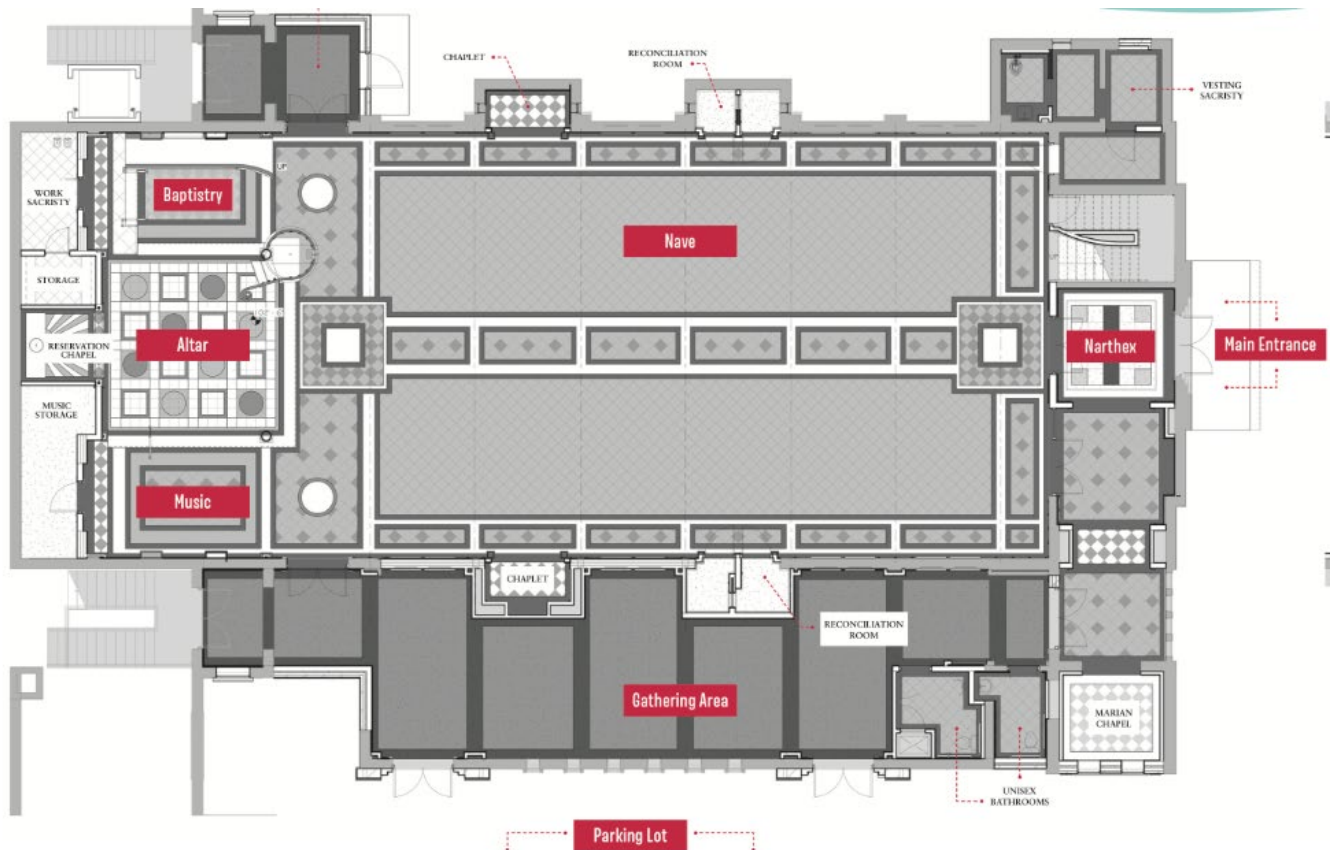 CHAPLET
RECONCILIATION
ROOM
VESTING
SACRISTY
WORK
SACRISTY
Baptistry
UP
Nave
STORAGE
RESERVATION
CHAPEL
Altar
Narthex
Main Entrance
MUSIC
STORAGE
Music
CHAPLET
RECONCILIATION
ROOM
Gathering Area
MARIAN
CHAPEL
UNISEX
BATHROOMS
Parking Lot